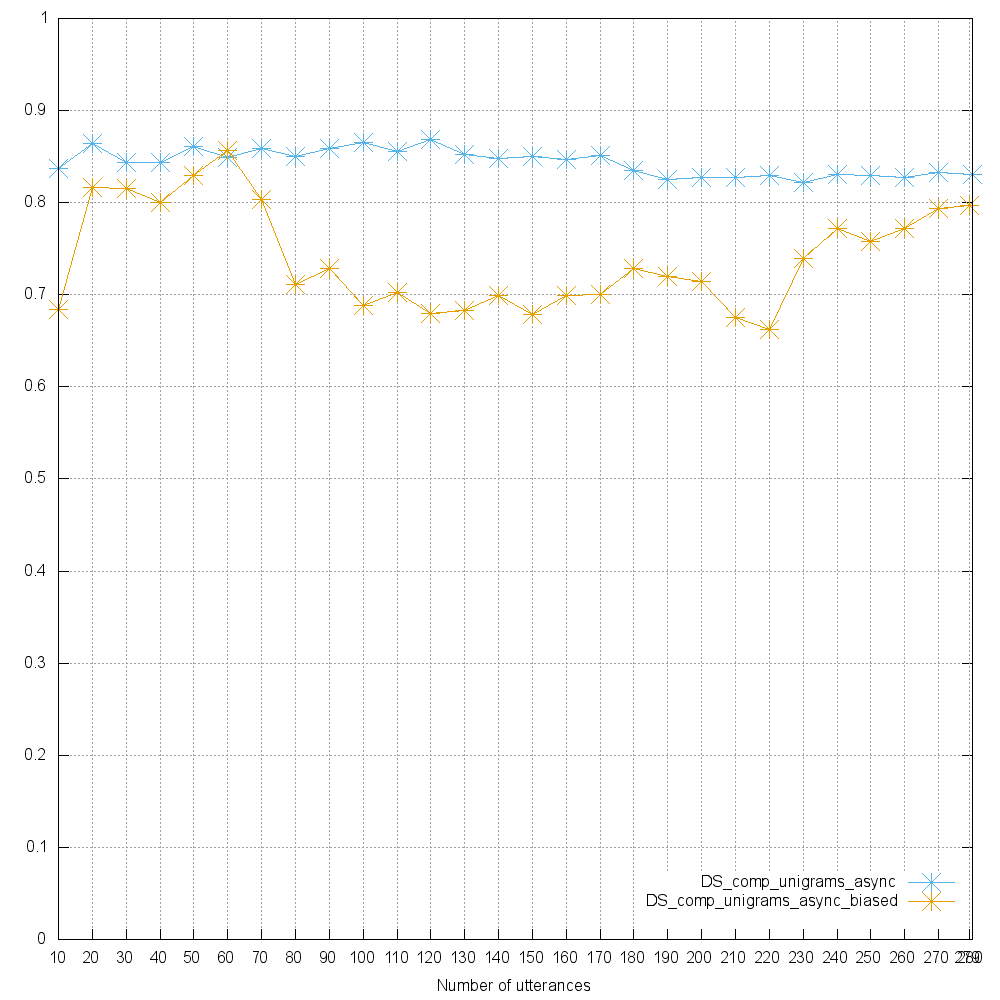 1
0.9
0.8
0.7
0.6
0.5
0.4
0.3
0.2
0.1
0
DS_comp_unigrams_async
DS_comp_unigrams_async_biased
10 20 30 40 50 60 70 80 90 100 110 120 130 140 150 160 170 180 190 200 210 220 230 240 250 260 270 279 280
Number of utterances